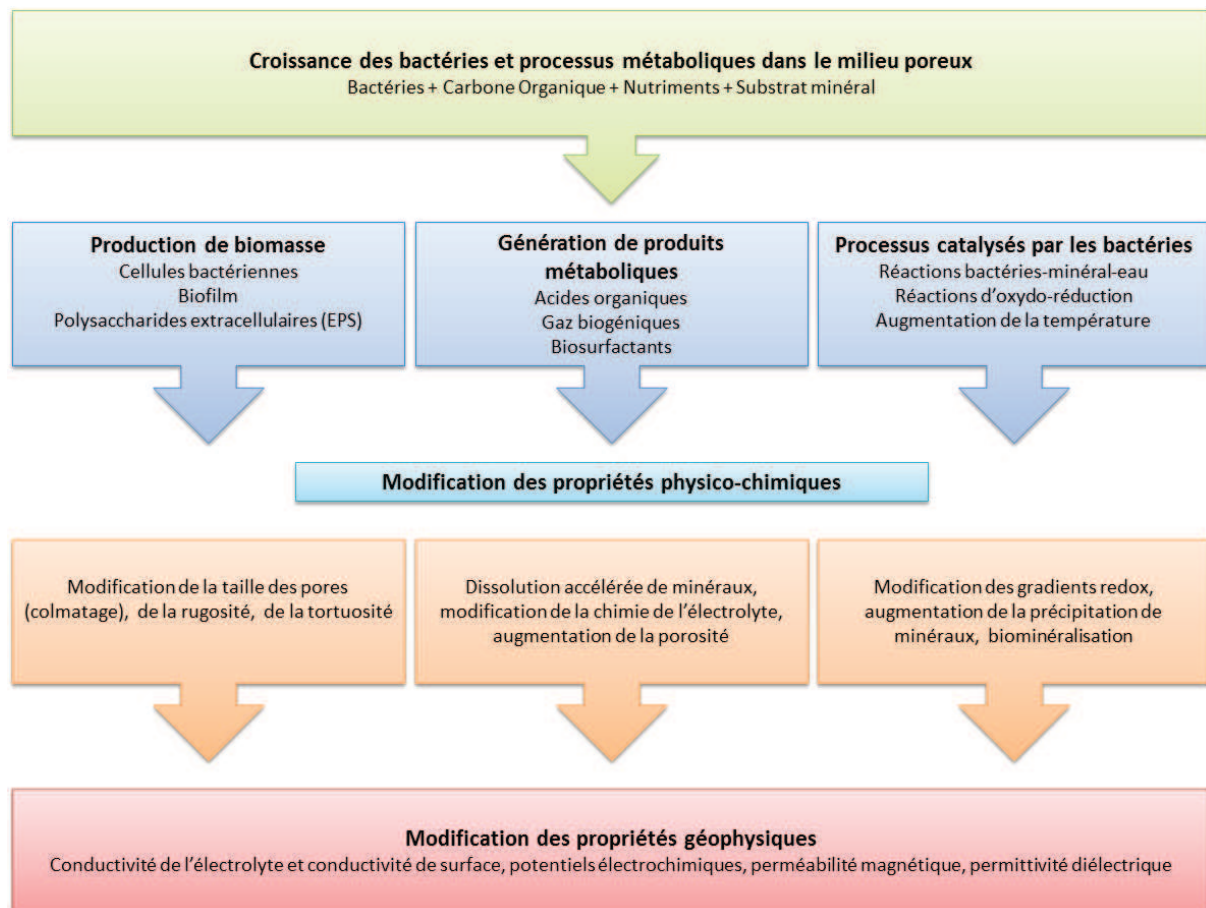 Croissance des bactéries et processus métaboliques dans le milieu poreux
Bactéries + Carbone Organique + Nutriments + Substrat minéral
Production de biomasse
Cellules bactériennes
Biofilm
Polysaccharides extracellulaires (EPS)
Génération de produits
métaboliques
Acides organiques
Gaz biogéniques
Biosurfactants
Processus catalysés par les bactéries
Réactions bactéries-minéral-eau
Réactions d'oxydo-réduction
Augmentation de la température
Modification des propriétés physico-chimiques
Modification de la taille des pores
(colmatage), de la rugosité, de la tortuosité
Dissolution accélérée de minéraux,
modification de la chimie de l'électrolyte,
augmentation de la porosité
Modification des gradients redox,
augmentation de la précipitation de
minéraux, biominéralisation
Modification des propriétés géophysiques
Conductivité de l'électrolyte et conductivité de surface, potentiels électrochimiques, perméabilité magnétique, permittivité diélectrique